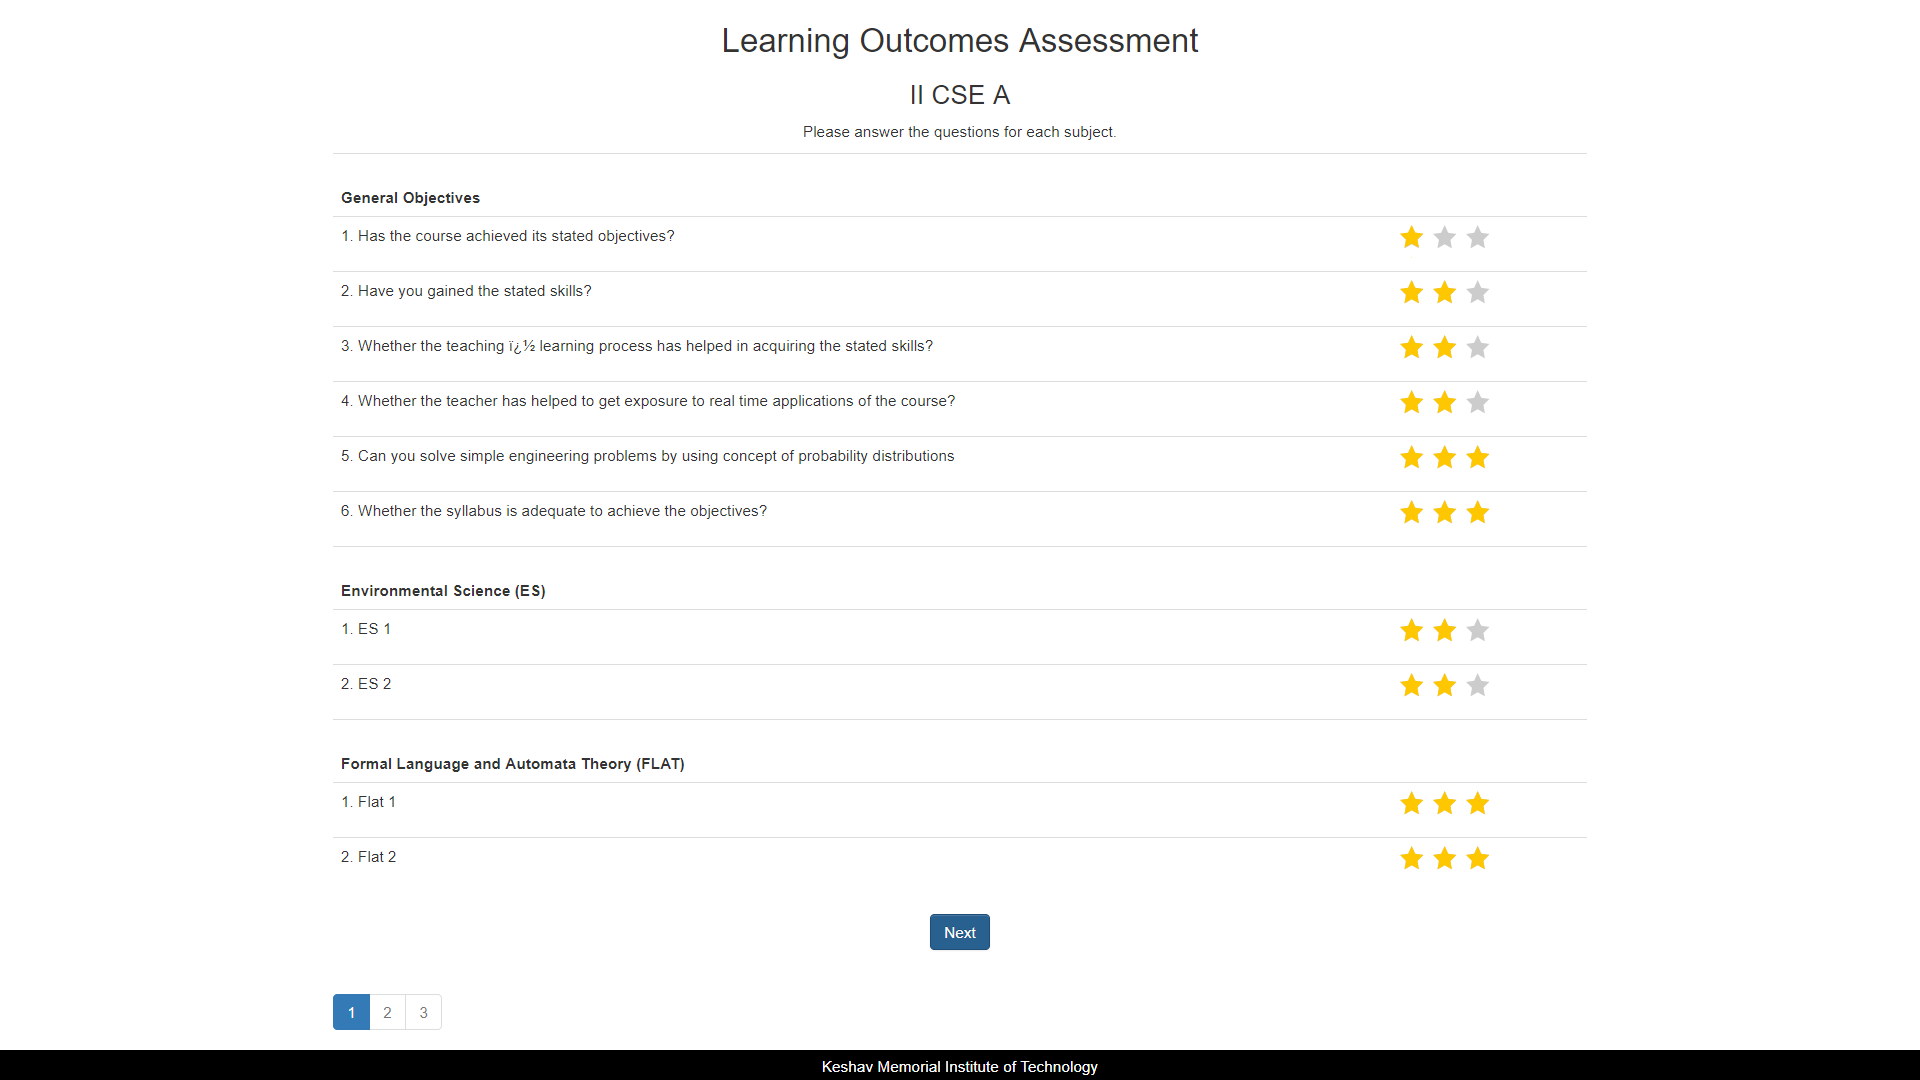 Learning Outcomes Assessment
II CSE A
Please answer the questions for each subject.
General Objectives
1. Has the course achieved its stated objectives?
2. Have you gained the stated skills?
3. Whether the teaching ï¿½ learning process has helped in acquiring the stated skills?
4. Whether the teacher has helped to get exposure to real time applications of the course?
5. Can you solve simple engineering problems by using concept of probability distributions
6. Whether the syllabus is adequate to achieve the objectives?
Environmental Science (ES)
1. ES 1
2. ES 2
Formal Language and Automata Theory (FLAT)
1. Flat 1
2. Flat 2
Next
1 2 3
Keshav Memorial Institute of Technology